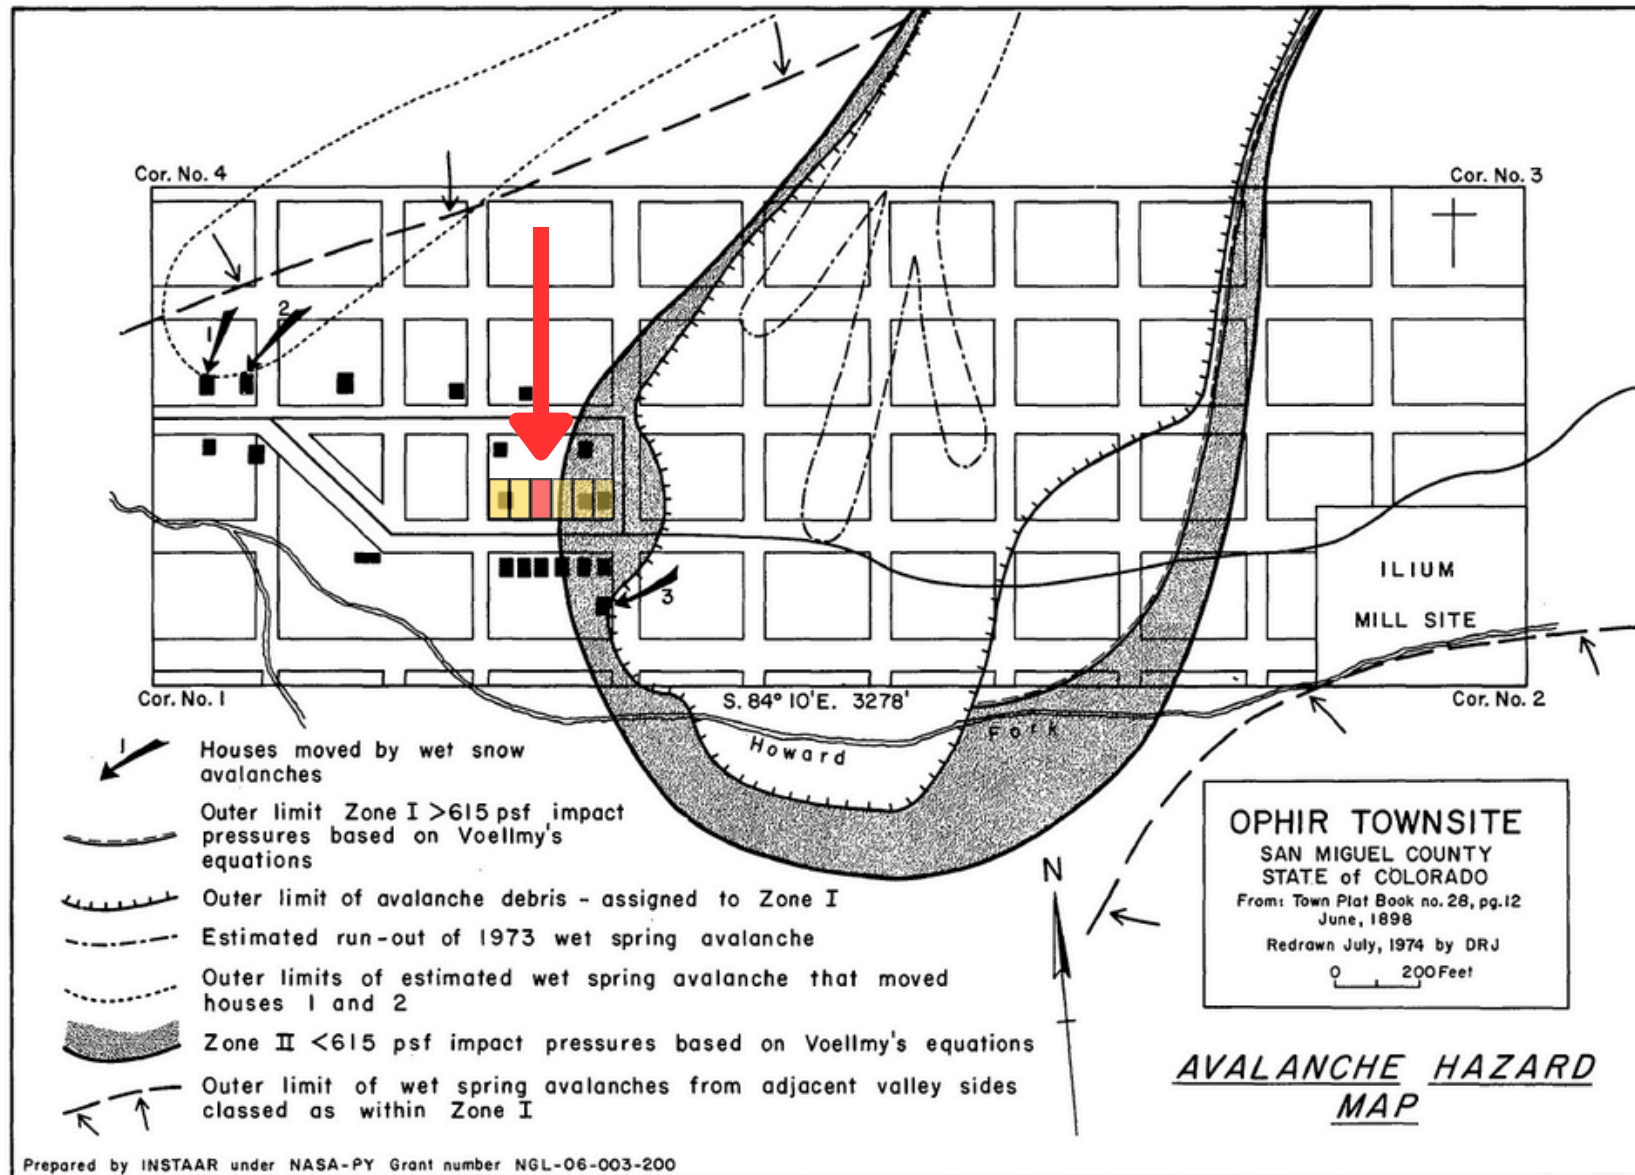 Cor. No. 4
Cor. No. 3
1
2
3
ILIUM
MILL SITE
Cor. No. 1
S. 84° 10' E. 3278'
Cor. No. 2
Howard Fork
1
Houses moved by wet snow
avalanches
Outer limit Zone I >615 psf impact
pressures based on Voellmy's
equations
Outer limit of avalanche debris - assigned to Zone I
Estimated run-out of 1973 wet spring avalanche
Outer limits of estimated wet spring avalanche that moved
houses 1 and 2
Zone II <615 psf impact pressures based on Voellmy's equations
Outer limit of wet spring avalanches from adjacent valley sides
classed as within Zone I
N
OPHIR TOWNSITE
SAN MIGUEL COUNTY
STATE of COLORADO
From: Town Plat Book no. 28, pg. 12
June, 1898
Redrawn July, 1974 by DRJ
0 200 Feet
AVALANCHE HAZARD
MAP
Prepared by INSTAAR under NASA-PY Grant number NGL-06-003-200